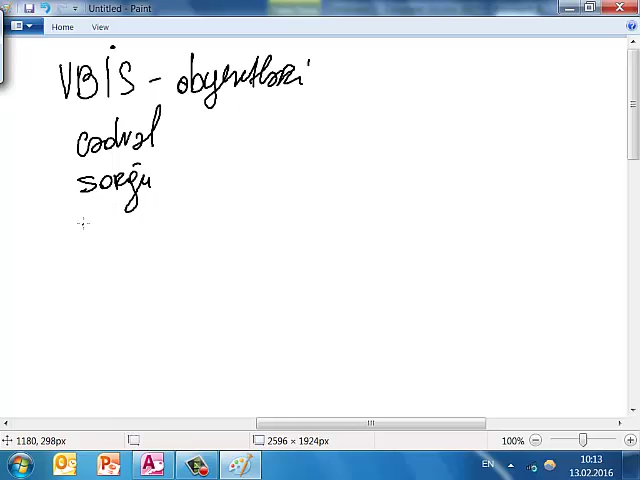 Untitled - Paint
Home View
VBİS - obyektləri
cədvəl
sorğu
1180, 298px
2596 × 1924px
100%
EN
10:13
13.02.2016